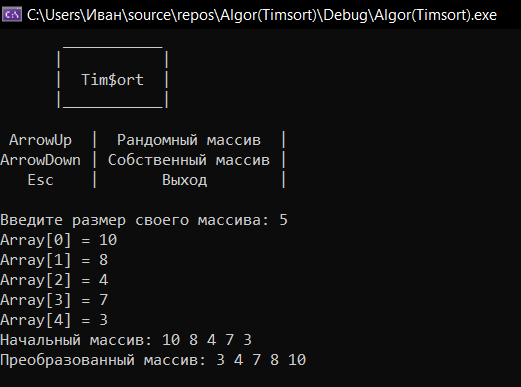 C:\Users\Иван\source\repos\Algor(Timsort)\Debug\Algor(Timsort).exe
Tim$ort
ArrowUp | Рандомный массив |
ArrowDown | Собственный массив |
Esc | Выход |
Введите размер своего массива: 5
Array[0] = 10
Array[1] = 8
Array[2] = 4
Array[3] = 7
Array[4] = 3
Начальный массив: 10 8 4 7 3
Преобразованный массив: 3 4 7 8 10